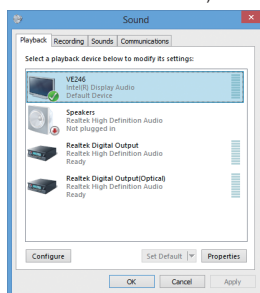 Sound
Playback Recording Sounds Communications
Select a playback device below to modify its settings:
VE246
Intel(R) Display Audio
Default Device
Speakers
Realtek High Definition Audio
Not plugged in
Realtek Digital Output
Realtek High Definition Audio
Ready
Realtek Digital Output(Optical)
Realtek High Definition Audio
Ready
Configure Set Default Properties
OK Cancel Apply